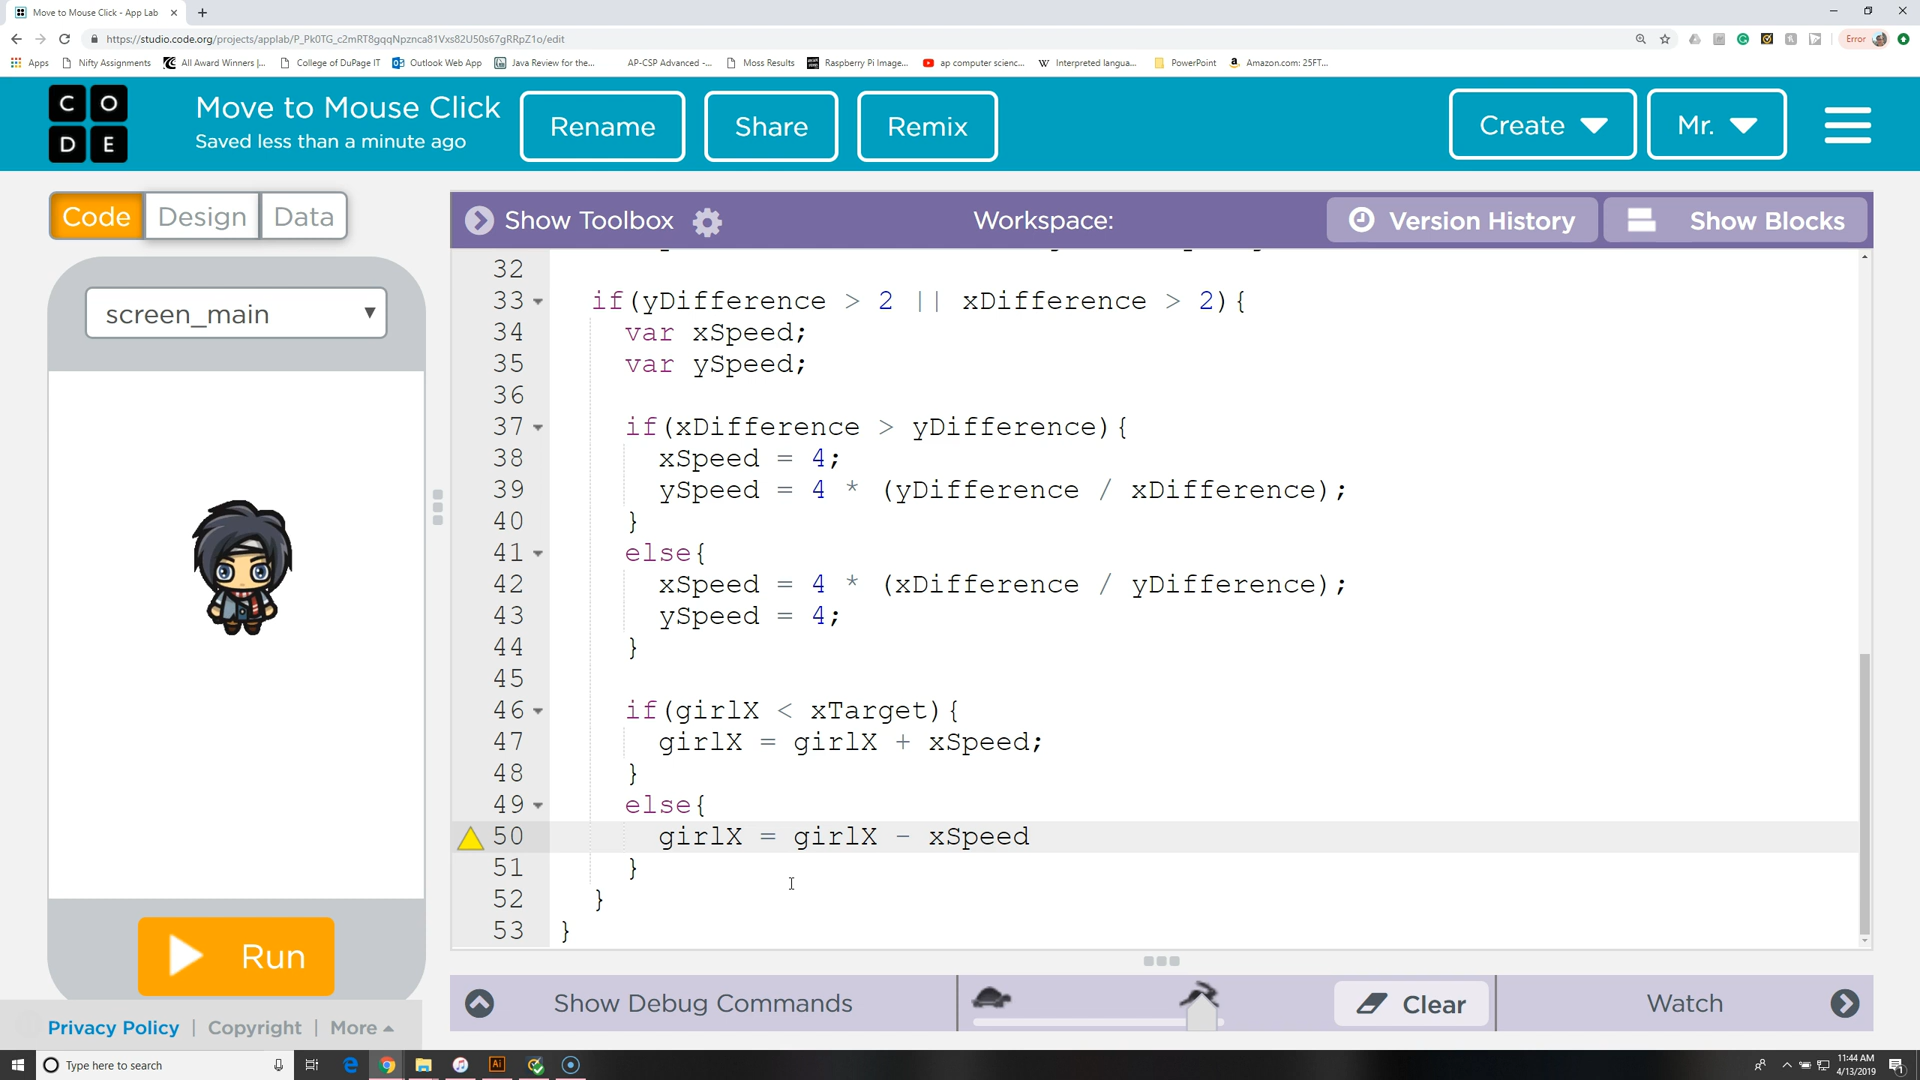 Move to Mouse Click - App Lab
https://studio.code.org/projects/applab/P_Pk0TG_c2mRT8gqqNpznca81Vxs82U50s67gRRpZ1o/edit
Error
Apps
Nifty Assignments
All Award Winners |...
College of DuPage IT
Outlook Web App
Java Review for the...
AP-CSP Advanced -...
Moss Results
Raspberry Pi Image...
ap computer scienc...
Interpreted langua...
PowerPoint
Amazon.com: 25FT...
C O
D E
Move to Mouse Click
Saved less than a minute ago
Rename
Share
Remix
Create
Mr.
Code
Design
Data
Show Toolbox
Workspace:
Version History
Show Blocks
screen_main
32
33 if(yDifference > 2 || xDifference > 2){
34 var xSpeed;
35 var ySpeed;
36
37 if(xDifference > yDifference){
38 xSpeed = 4;
39 ySpeed = 4 * (yDifference / xDifference);
40 }
41 else{
42 xSpeed = 4 * (xDifference / yDifference);
43 ySpeed = 4;
44 }
45
46 if(girlX < xTarget){
47 girlX = girlX + xSpeed;
48 }
49 else{
50 girlX = girlX - xSpeed
51 }
52 }
53 }
Run
Show Debug Commands
Clear
Watch
Privacy Policy | Copyright | More
Type here to search
11:44 AM
4/13/2019